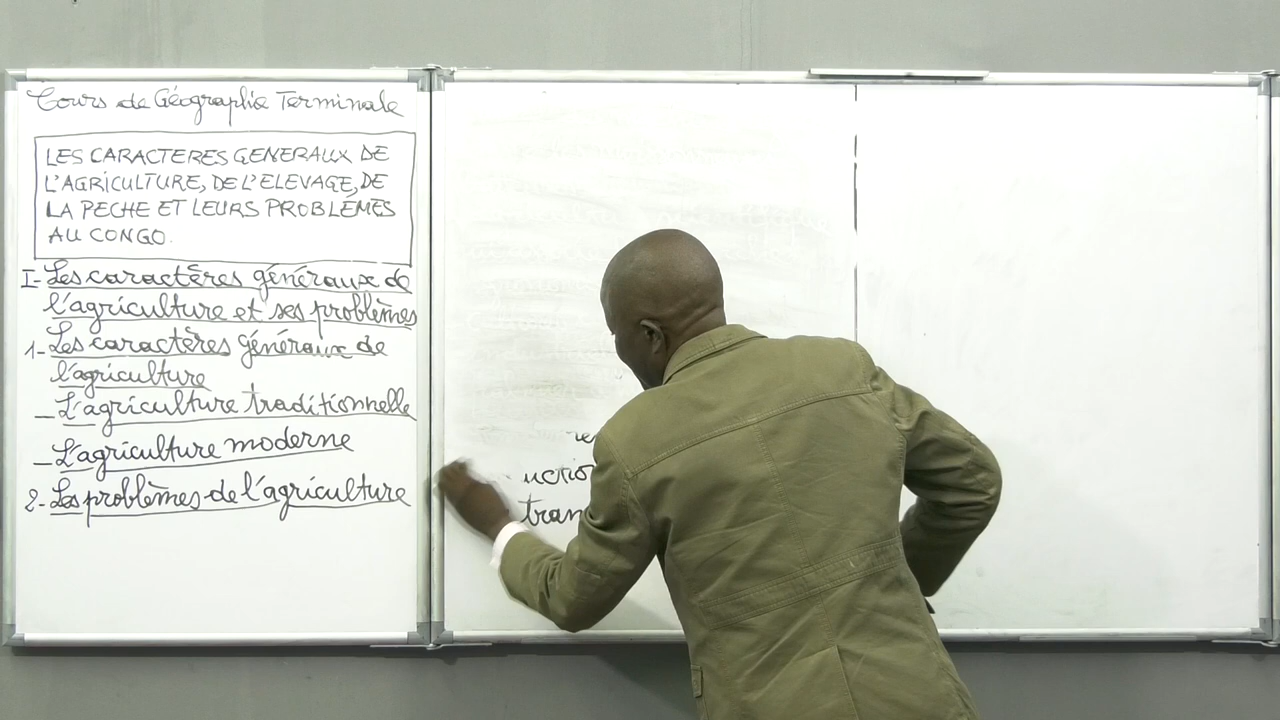 Cours de Géographie Terminale
LES CARACTERES GENERAUX DE
L'AGRICULTURE, DE L'ELEVAGE, DE
LA PECHE ET LEURS PROBLÈMES
AU CONGO.
I- Les caractères généraux de
l'agriculture et ses problèmes
1- Les caractères généraux de
l'agriculture
_ L'agriculture traditionnelle
_ L'agriculture moderne
2- Les problèmes de l'agriculture